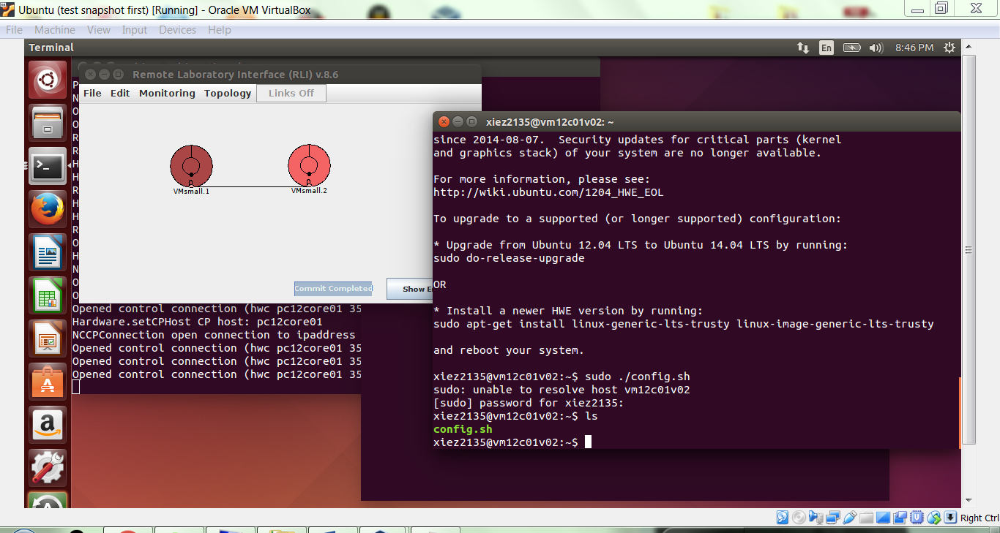 Ubuntu (test snapshot first) [Running] - Oracle VM VirtualBox
File Machine View Input Devices Help
Terminal
En
8:46 PM
Remote Laboratory Interface (RLI) v.8.6
File Edit Monitoring Topology Links Off
VMsmall.1
VMsmall.2
Commit Completed
Opened control connection (hwc pc12core01 35
Hardware.setCPHost CP host: pc12core01
NCCPConnection open connection to ipaddress
Opened control connection (hwc pc12core01 35
Opened control connection (hwc pc12core01 35
Opened control connection (hwc pc12core01 35
xiez2135@vm12c01v02: ~
since 2014-08-07. Security updates for critical parts (kernel
and graphics stack) of your system are no longer available.
For more information, please see:
http://wiki.ubuntu.com/1204_HWE_EOL
To upgrade to a supported (or longer supported) configuration:
* Upgrade from Ubuntu 12.04 LTS to Ubuntu 14.04 LTS by running:
sudo do-release-upgrade
OR
* Install a newer HWE version by running:
sudo apt-get install linux-generic-lts-trusty linux-image-generic-lts-trusty
and reboot your system.
xiez2135@vm12c01v02:~$ sudo ./config.sh
sudo: unable to resolve host vm12c01v02
[sudo] password for xiez2135:
xiez2135@vm12c01v02:~$ ls
config.sh
xiez2135@vm12c01v02:~$
Show
Right Ctrl